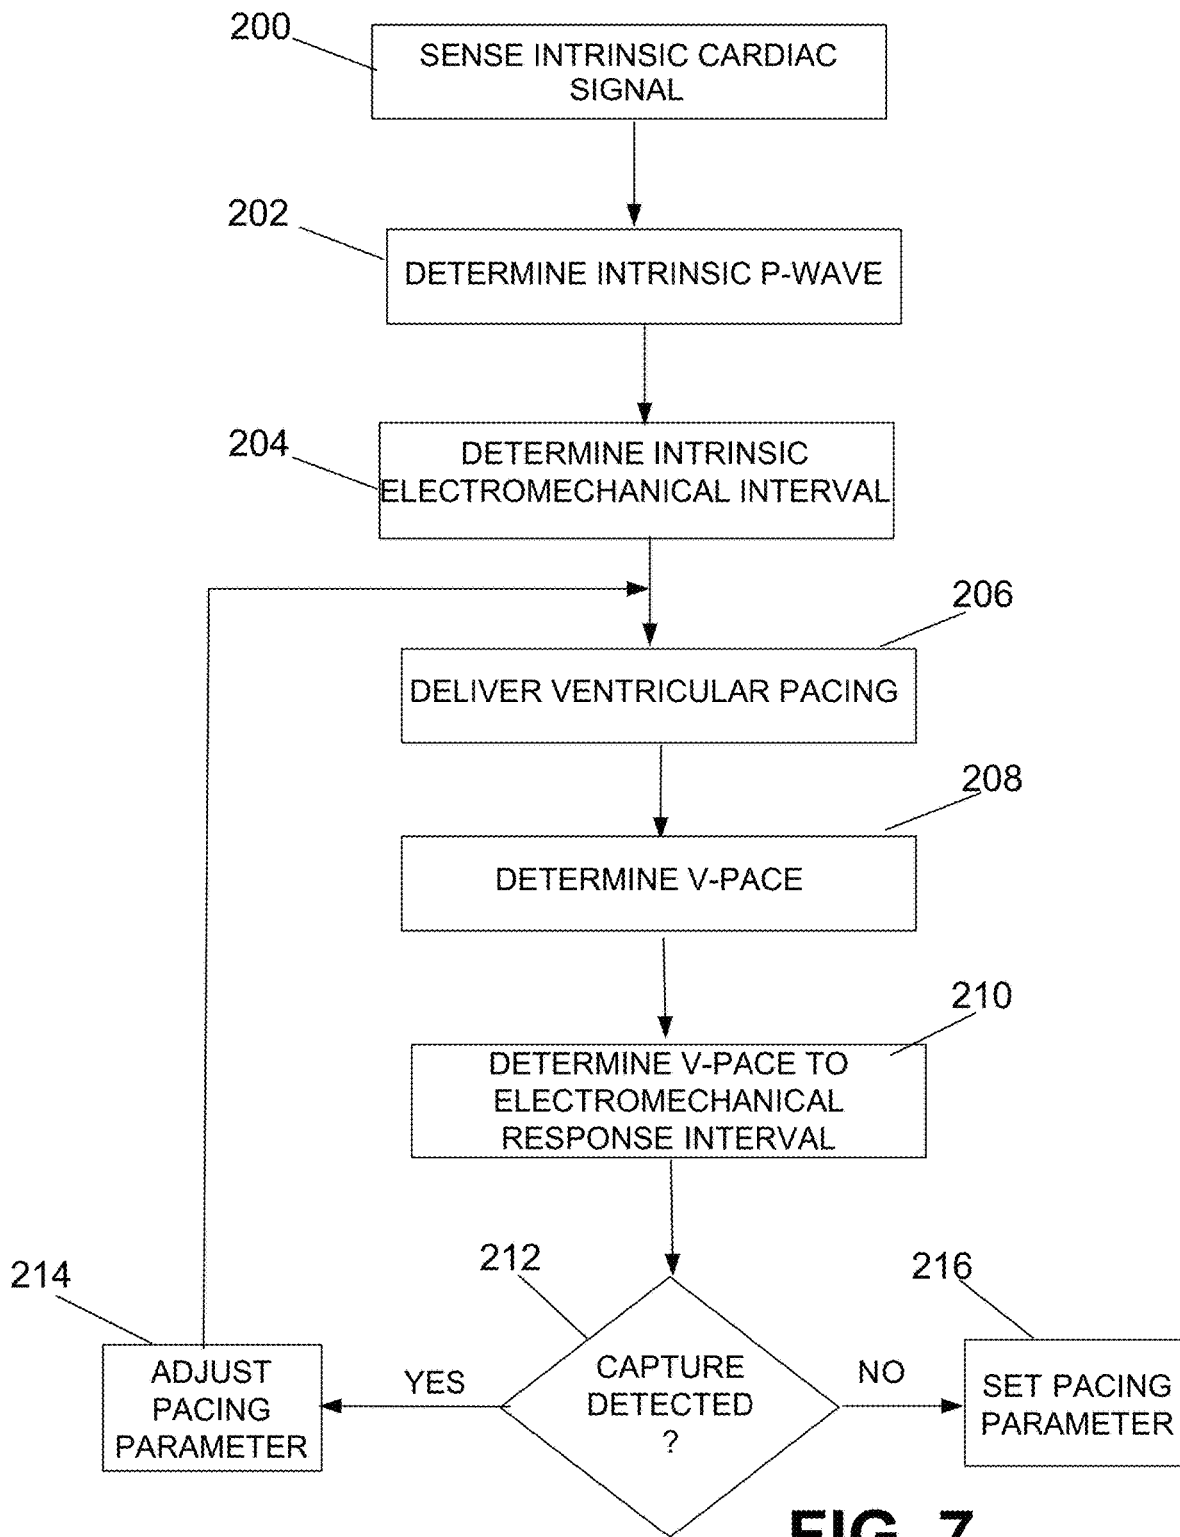 200
SENSE INTRINSIC CARDIAC
SIGNAL
202
DETERMINE INTRINSIC P-WAVE
204
DETERMINE INTRINSIC
ELECTROMECHANICAL INTERVAL
206
DELIVER VENTRICULAR PACING
208
DETERMINE V-PACE
210
DETERMINE V-PACE TO
ELECTROMECHANICAL
RESPONSE INTERVAL
212
CAPTURE
DETECTED
?
YES
214
ADJUST
PACING
PARAMETER
NO
216
SET PACING
PARAMETER
FIG. 7